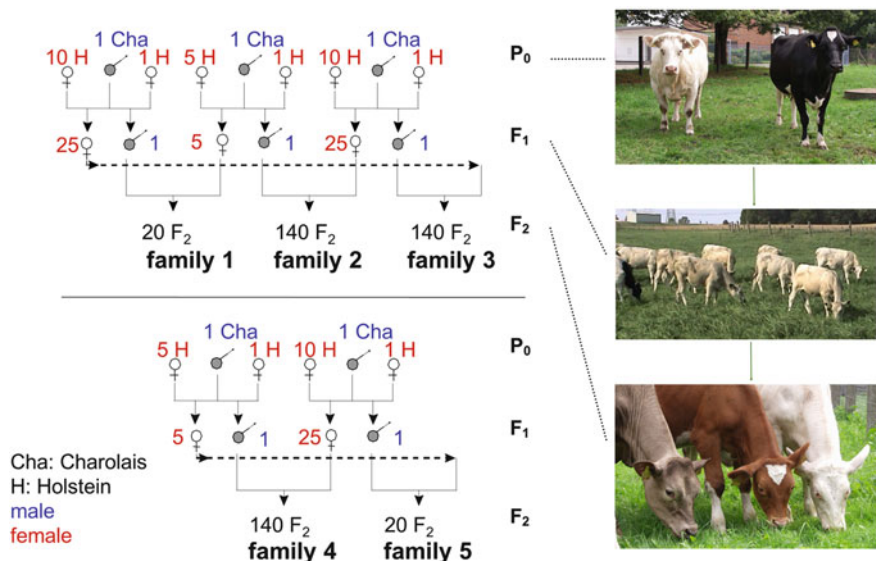 1 Cha 1 Cha 1 Cha
10 H 1 H 5 H 1 H 10 H 1 H
P0
25 1 5 1 25 1
F1
20 F2 140 F2 140 F2
F2
family 1 family 2 family 3
1 Cha 1 Cha
5 H 1 H 10 H 1 H
P0
5 1 25 1
F1
Cha: Charolais
H: Holstein
male
female
140 F2 20 F2
F2
family 4 family 5